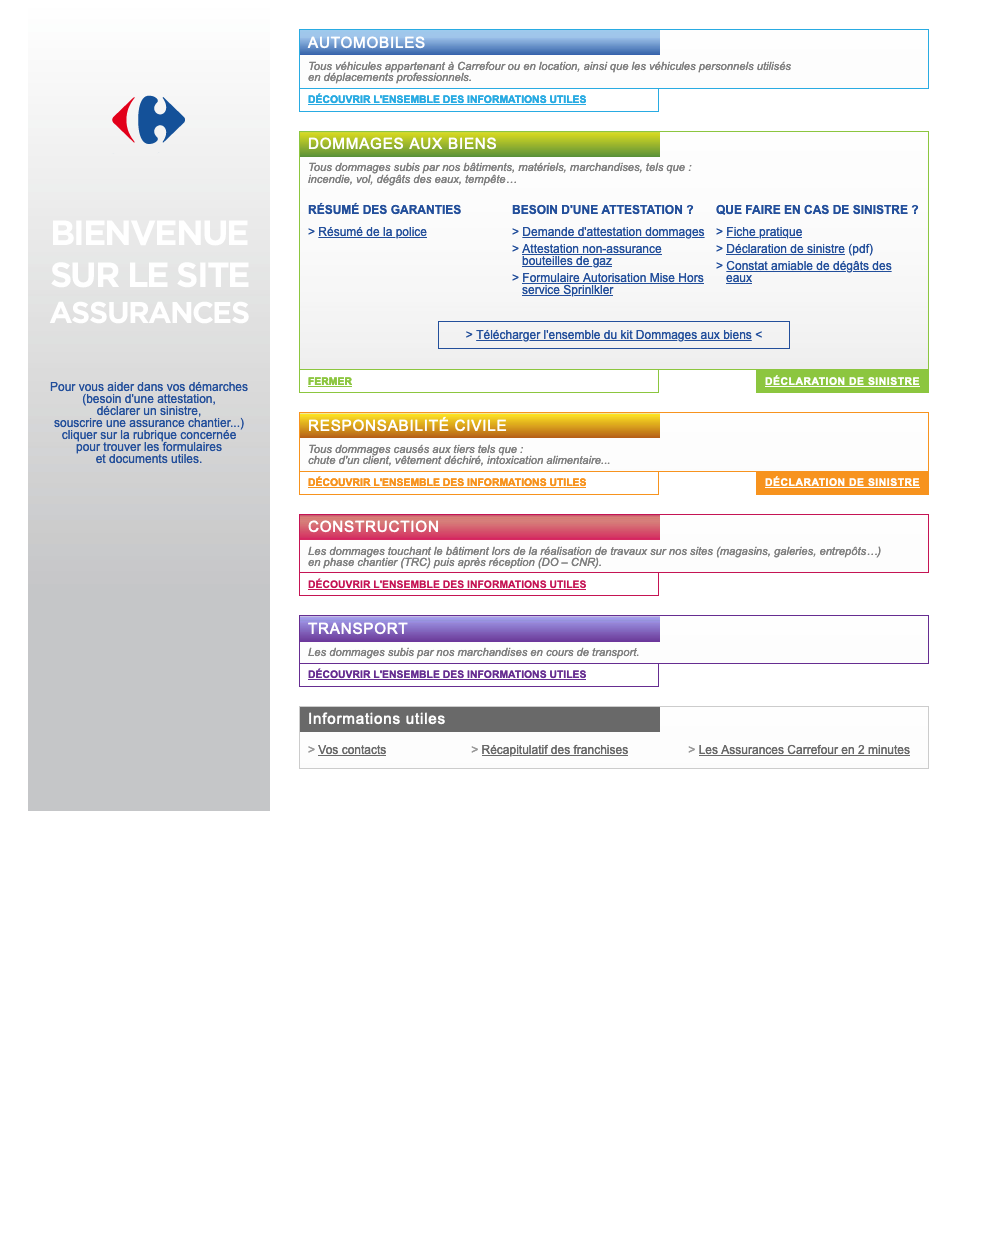 BIENVENUE
SUR LE SITE
ASSURANCES
Pour vous aider dans vos démarches
(besoin d'une attestation,
déclarer un sinistre,
souscrire une assurance chantier...)
cliquer sur la rubrique concernée
pour trouver les formulaires
et documents utiles.
AUTOMOBILES
Tous véhicules appartenant à Carrefour ou en location, ainsi que les véhicules personnels utilisés
en déplacements professionnels.
DÉCOUVRIR L'ENSEMBLE DES INFORMATIONS UTILES
DOMMAGES AUX BIENS
Tous dommages subis par nos bâtiments, matériels, marchandises, tels que :
incendie, vol, dégâts des eaux, tempête…
RÉSUMÉ DES GARANTIES
> Résumé de la police
BESOIN D'UNE ATTESTATION ?
> Demande d'attestation dommages
> Attestation non-assurance
bouteilles de gaz
> Formulaire Autorisation Mise Hors
service Sprinlkler
QUE FAIRE EN CAS DE SINISTRE ?
> Fiche pratique
> Déclaration de sinistre (pdf)
> Constat amiable de dégâts des
eaux
> Télécharger l'ensemble du kit Dommages aux biens <
FERMER
DÉCLARATION DE SINISTRE
RESPONSABILITÉ CIVILE
Tous dommages causés aux tiers tels que :
chute d'un client, vêtement déchiré, intoxication alimentaire...
DÉCOUVRIR L'ENSEMBLE DES INFORMATIONS UTILES
DÉCLARATION DE SINISTRE
CONSTRUCTION
Les dommages touchant le bâtiment lors de la réalisation de travaux sur nos sites (magasins, galeries, entrepôts…)
en phase chantier (TRC) puis après réception (DO – CNR).
DÉCOUVRIR L'ENSEMBLE DES INFORMATIONS UTILES
TRANSPORT
Les dommages subis par nos marchandises en cours de transport.
DÉCOUVRIR L'ENSEMBLE DES INFORMATIONS UTILES
Informations utiles
> Vos contacts
> Récapitulatif des franchises
> Les Assurances Carrefour en 2 minutes